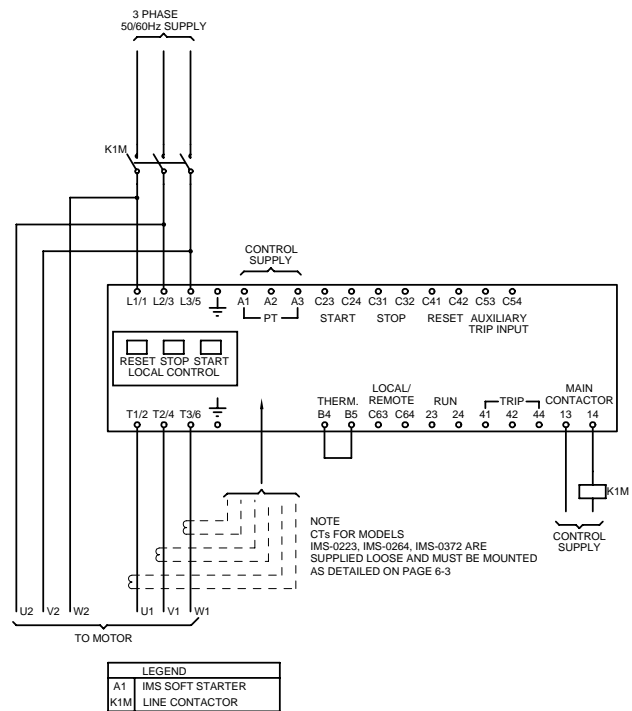 3 PHASE
50/60Hz SUPPLY
K1M
CONTROL
SUPPLY
L1/1 L2/3 L3/5 A1 A2 A3 C23 C24 C31 C32 C41 C42 C53 C54
PT START STOP RESET AUXILIARY
TRIP INPUT
RESET STOP START
LOCAL CONTROL
THERM. LOCAL/
REMOTE RUN TRIP MAIN
CONTACTOR
T1/2 T2/4 T3/6 B4 B5 C63 C64 23 24 41 42 44 13 14
K1M
NOTE
CTs FOR MODELS
IMS-0223, IMS-0264, IMS-0372 ARE
SUPPLIED LOOSE AND MUST BE MOUNTED
AS DETAILED ON PAGE 6-3
CONTROL
SUPPLY
U2 V2 W2 U1 V1 W1
TO MOTOR
LEGEND
A1 IMS SOFT STARTER
K1M LINE CONTACTOR